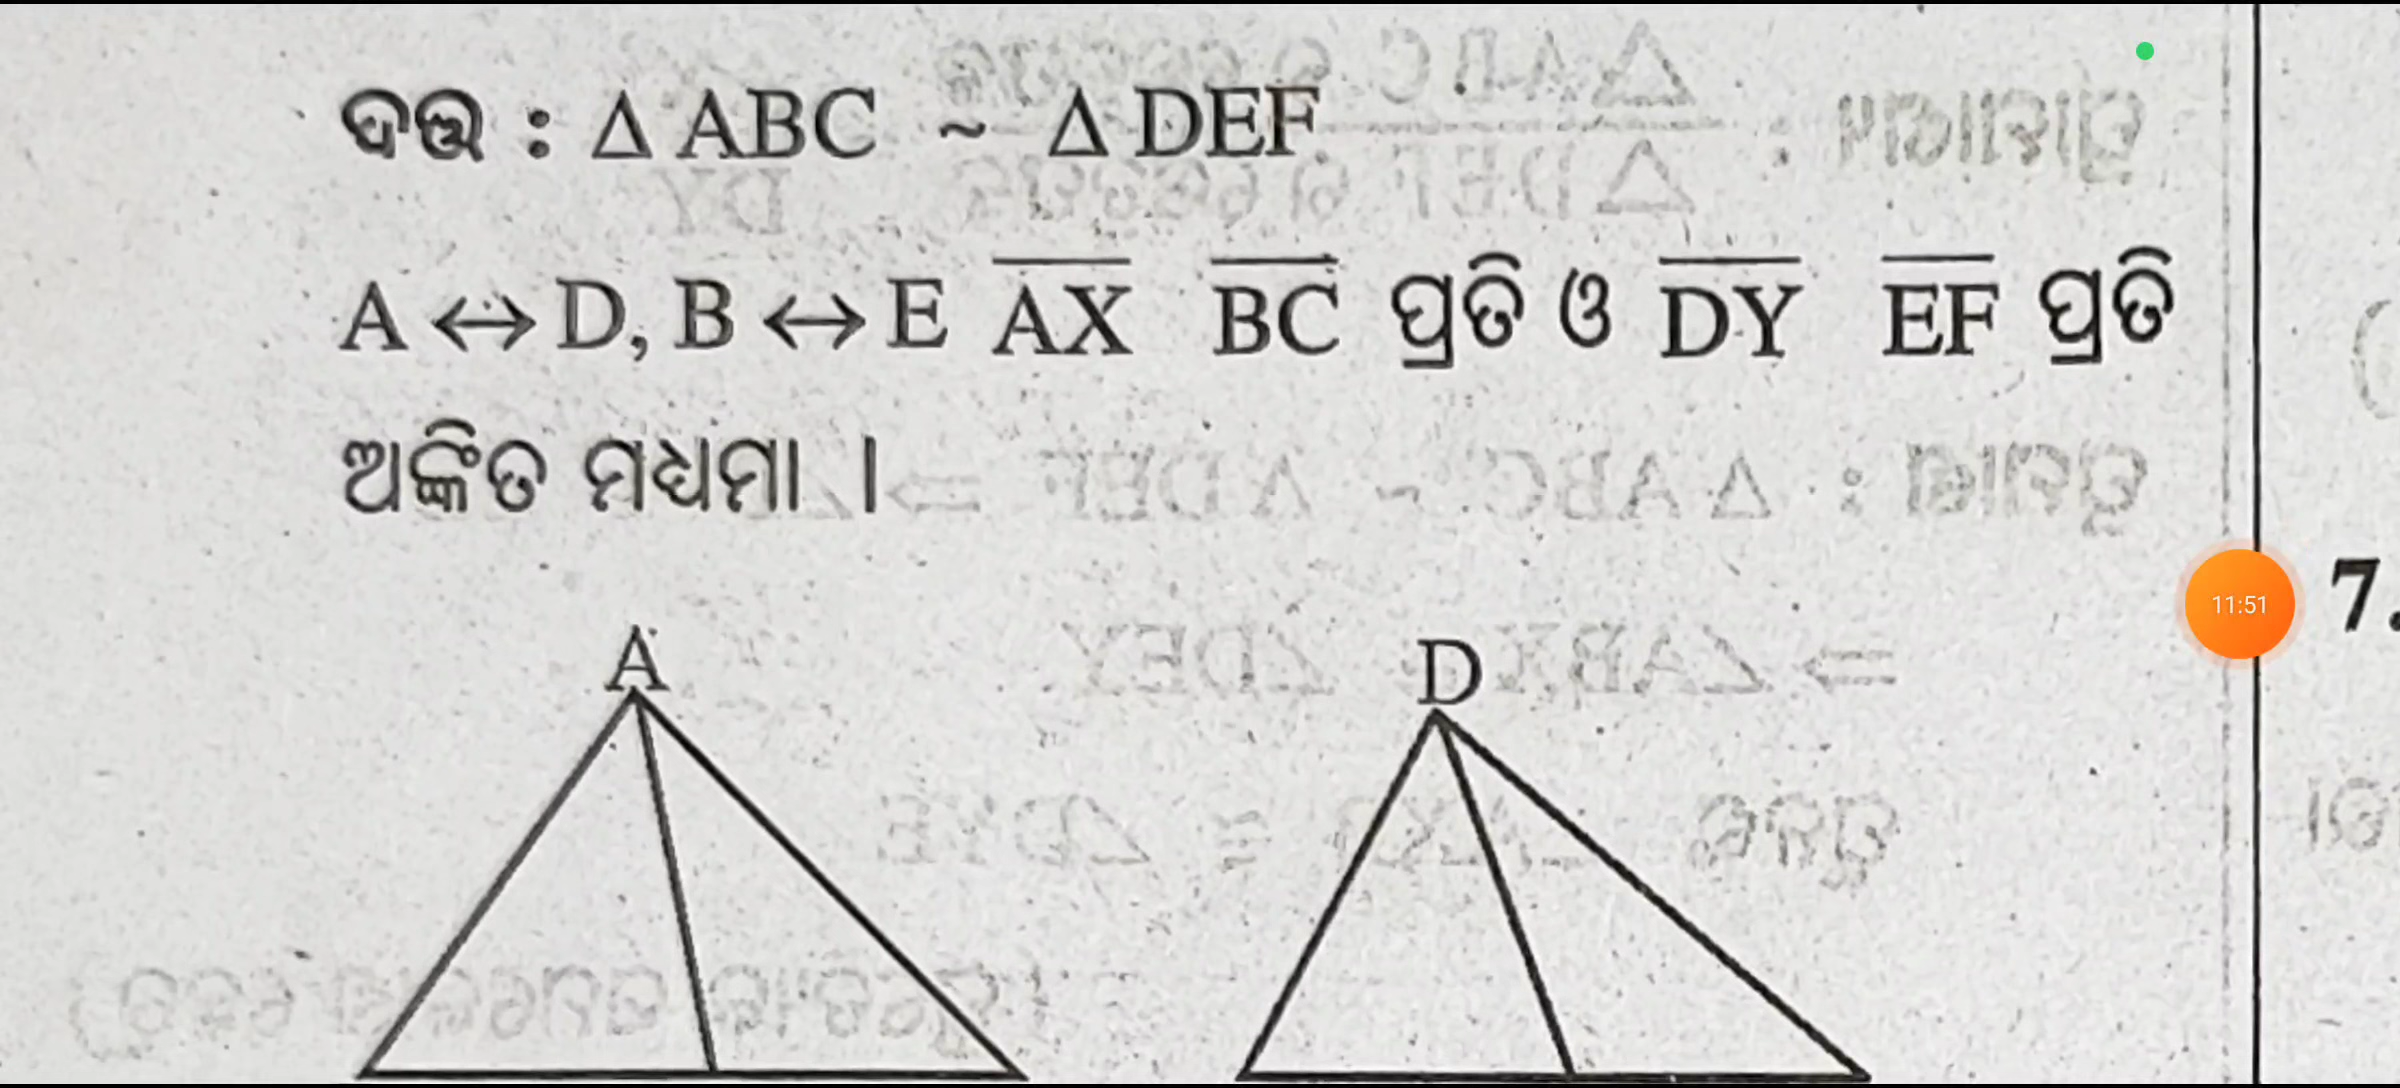 ଦତ୍ତ : Δ ABC ~ Δ DEF
A ↔ D, B ↔ E AX BC ପ୍ରତି ଓ DY EF ପ୍ରତି
ଅଙ୍କିତ ମଧ୍ୟମା ।
A D
11:51
7.